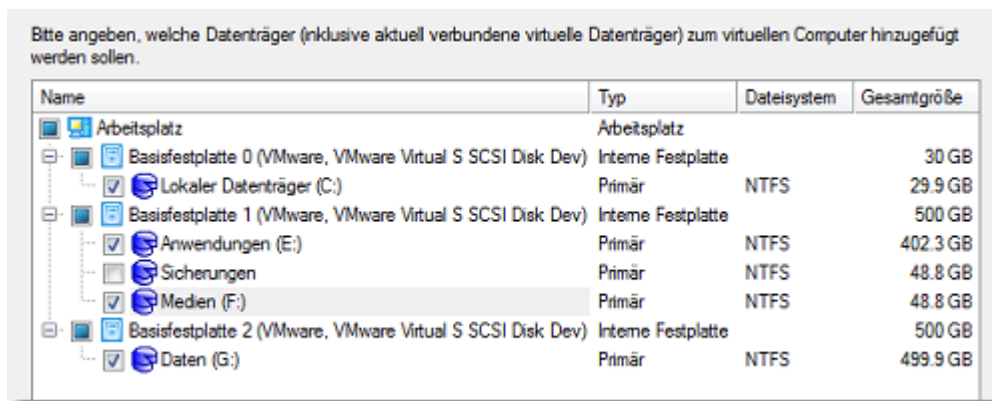 Bitte angeben, welche Datenträger (inklusive aktuell verbundene virtuelle Datenträger) zum virtuellen Computer hinzugefügt
werden sollen.
Name Typ Dateisystem Gesamtgröße
Arbeitsplatz Arbeitsplatz
Basisfestplatte 0 (VMware, VMware Virtual S SCSI Disk Dev) Interne Festplatte 30 GB
Lokaler Datenträger (C:) Primär NTFS 29.9 GB
Basisfestplatte 1 (VMware, VMware Virtual S SCSI Disk Dev) Interne Festplatte 500 GB
Anwendungen (E:) Primär NTFS 402.3 GB
Sicherungen Primär NTFS 48.8 GB
Medien (F:) Primär NTFS 48.8 GB
Basisfestplatte 2 (VMware, VMware Virtual S SCSI Disk Dev) Interne Festplatte 500 GB
Daten (G:) Primär NTFS 499.9 GB